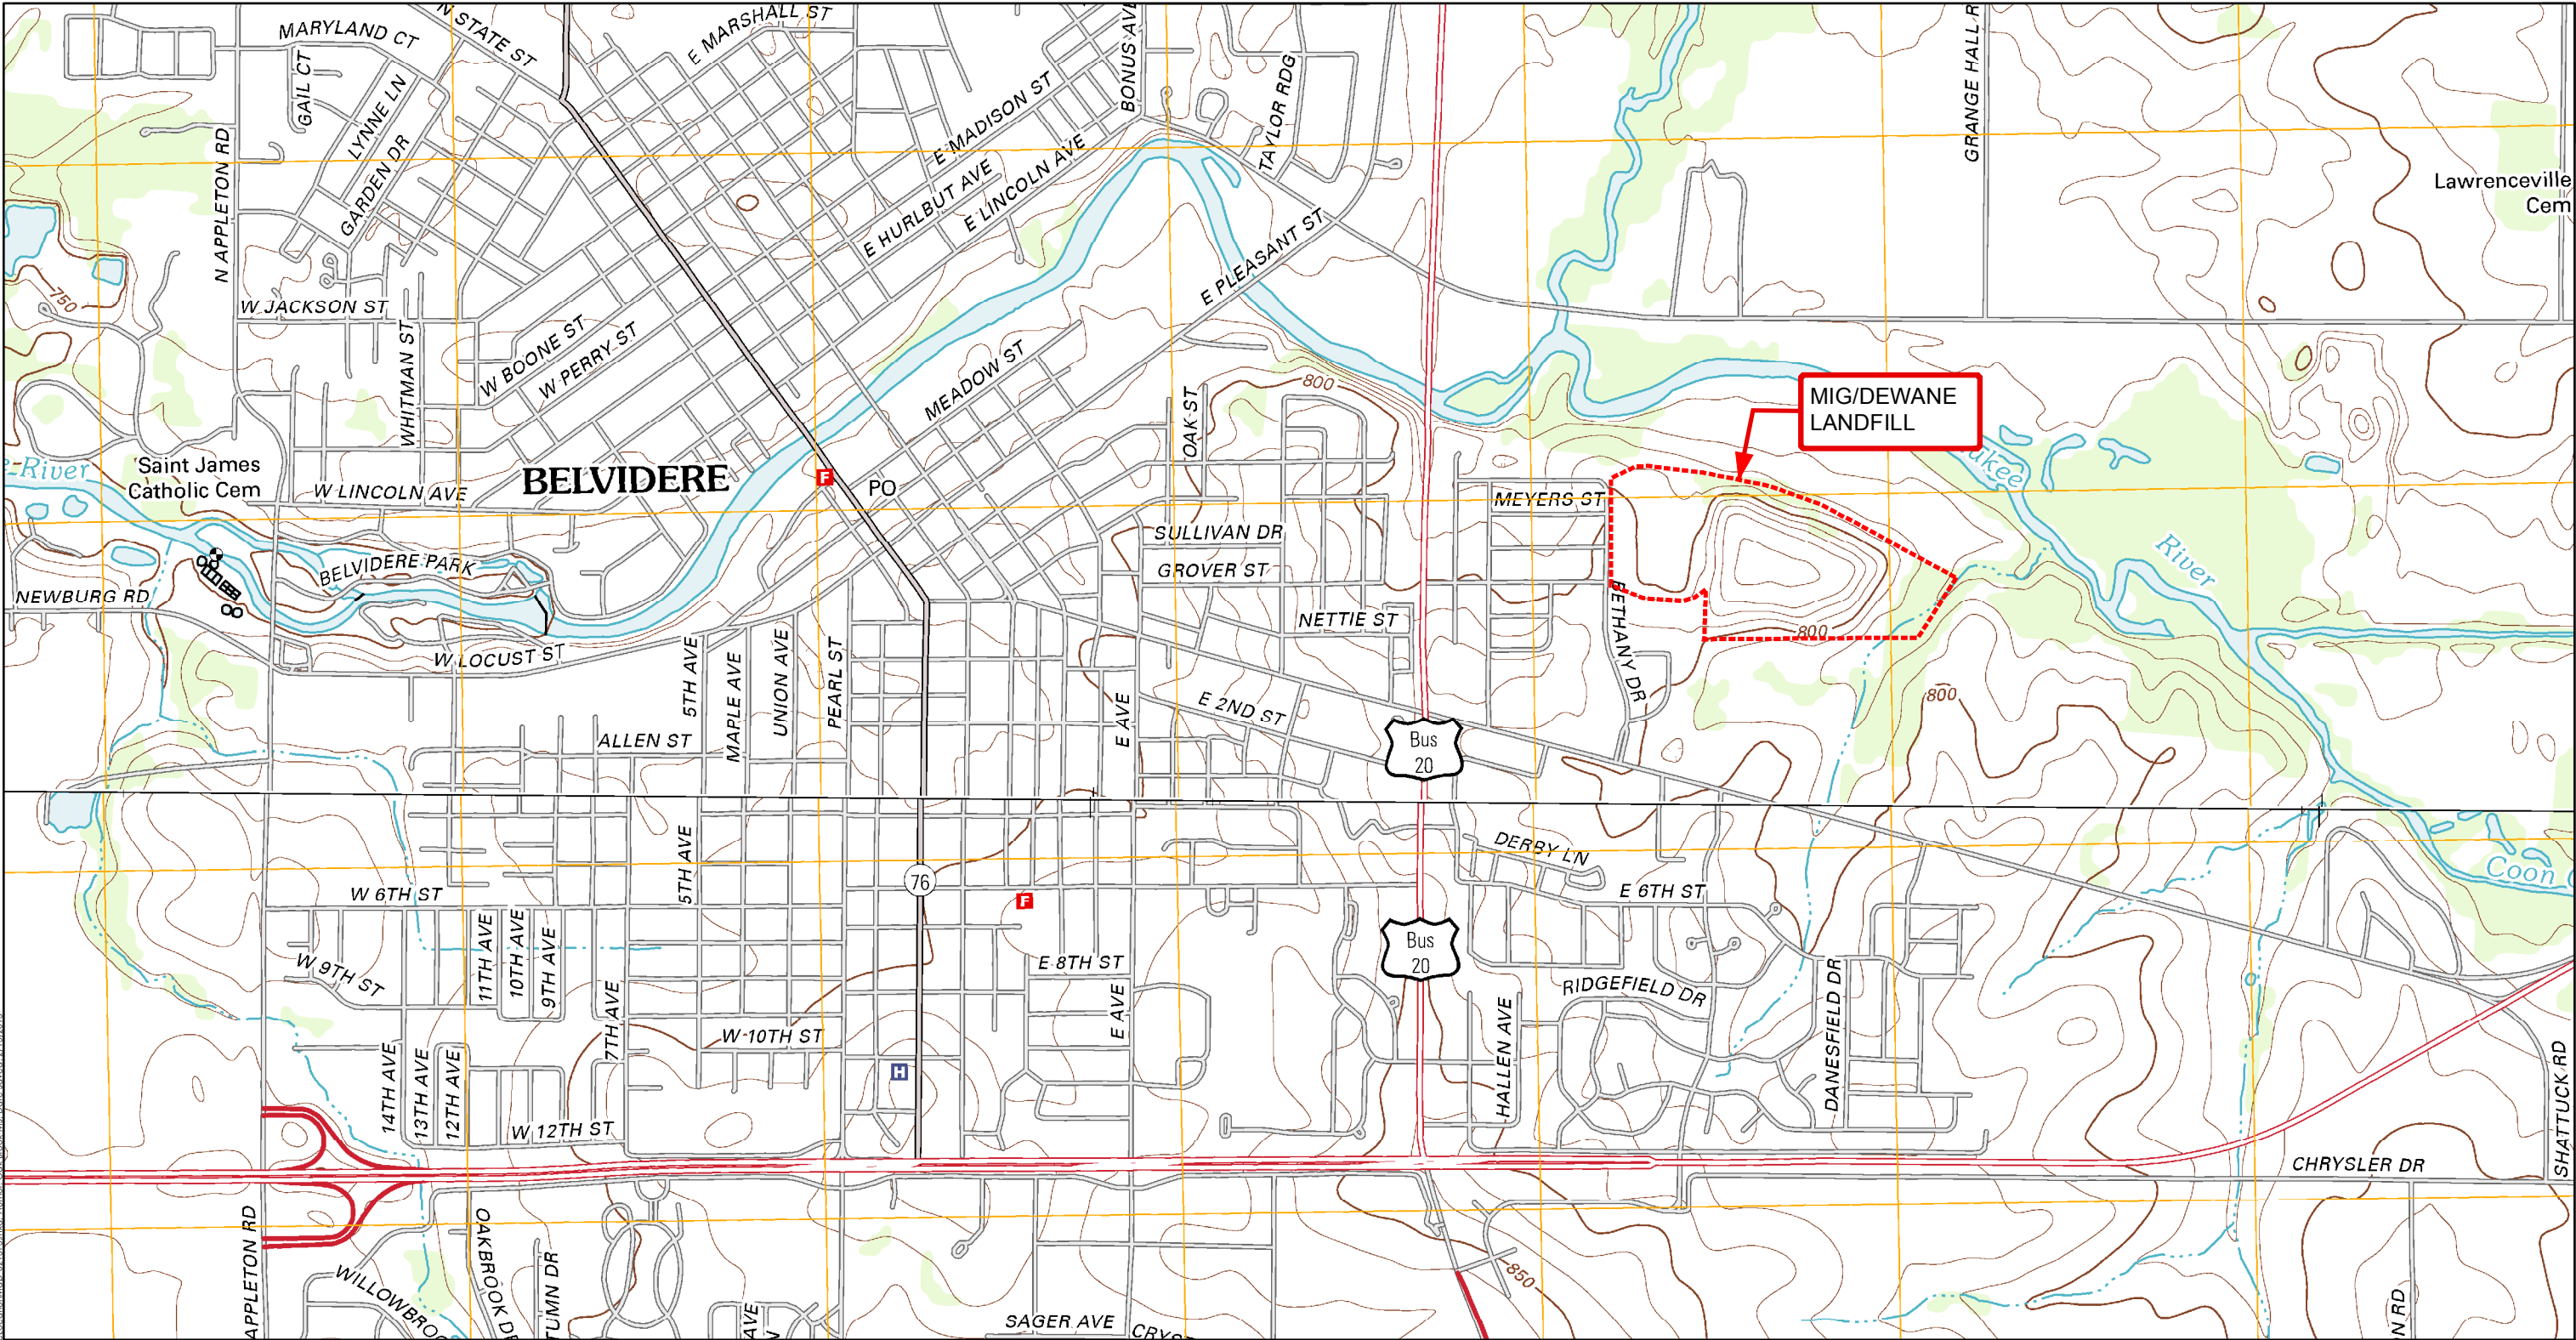 MARYLAND CT
N STATE ST
E MARSHALL ST
BONUS AVE
TAYLOR RDG
GAIL CT
LYNNE LN
GARDEN DR
N APPLETON RD
E MADISON ST
E HURLBUT AVE
E LINCOLN AVE
E PLEASANT ST
Lawrenceville
Cem
750
W JACKSON ST
WHITMAN ST
W BOONE ST
W PERRY ST
MEADOW ST
800
OAK ST
MIG/DEWANE
LANDFILL
River
Saint James
Catholic Cem
W LINCOLN AVE
BELVIDERE
F
PO
MEYERS ST
SULLIVAN DR
GROVER ST
NETTIE ST
BETHANY DR
800
800
River
BELVIDERE PARK
NEWBURG RD
W LOCUST ST
5TH AVE
MAPLE AVE
UNION AVE
PEARL ST
E AVE
E 2ND ST
ALLEN ST
Bus
20
5TH AVE
DERBY LN
Coon
W 6TH ST
76
F
E 6TH ST
Bus
20
11TH AVE
10TH AVE
9TH AVE
W 9TH ST
7TH AVE
E 8TH ST
E AVE
RIDGEFIELD DR
HALLEN AVE
DANESFIELD DR
W 10TH ST
H
14TH AVE
13TH AVE
12TH AVE
W 12TH ST
SHATTUCK RD
CHRYSLER DR
APPLETON RD
OAKBROOK DR
WILLOWBROO
TUMN DR
AVE
SAGER AVE
850
N RD